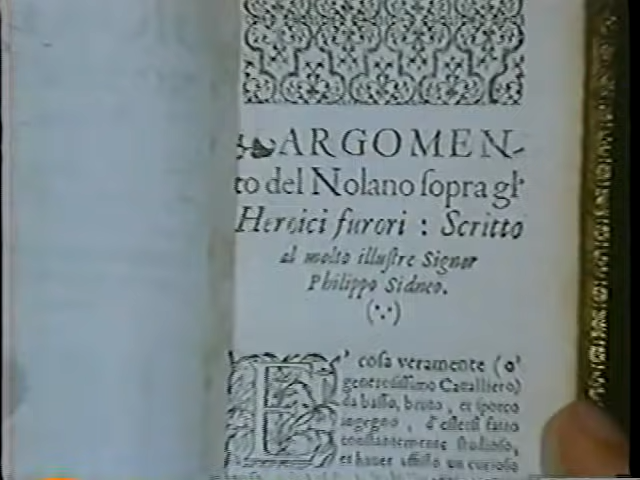 ARGOMEN-
to del Nolano ſopra gl'
Heroici furori : Scritto
al molto illuſtre Signor
Philippo Sidneo.
E' coſa veramente (o'
generoſiſsimo Cavalliero)
da baſſo, bruto, et ſporco
ingegno, d'eſſerſi fatto
conſtantemente ſtudioſo,
et haver affiſſo un curioſo